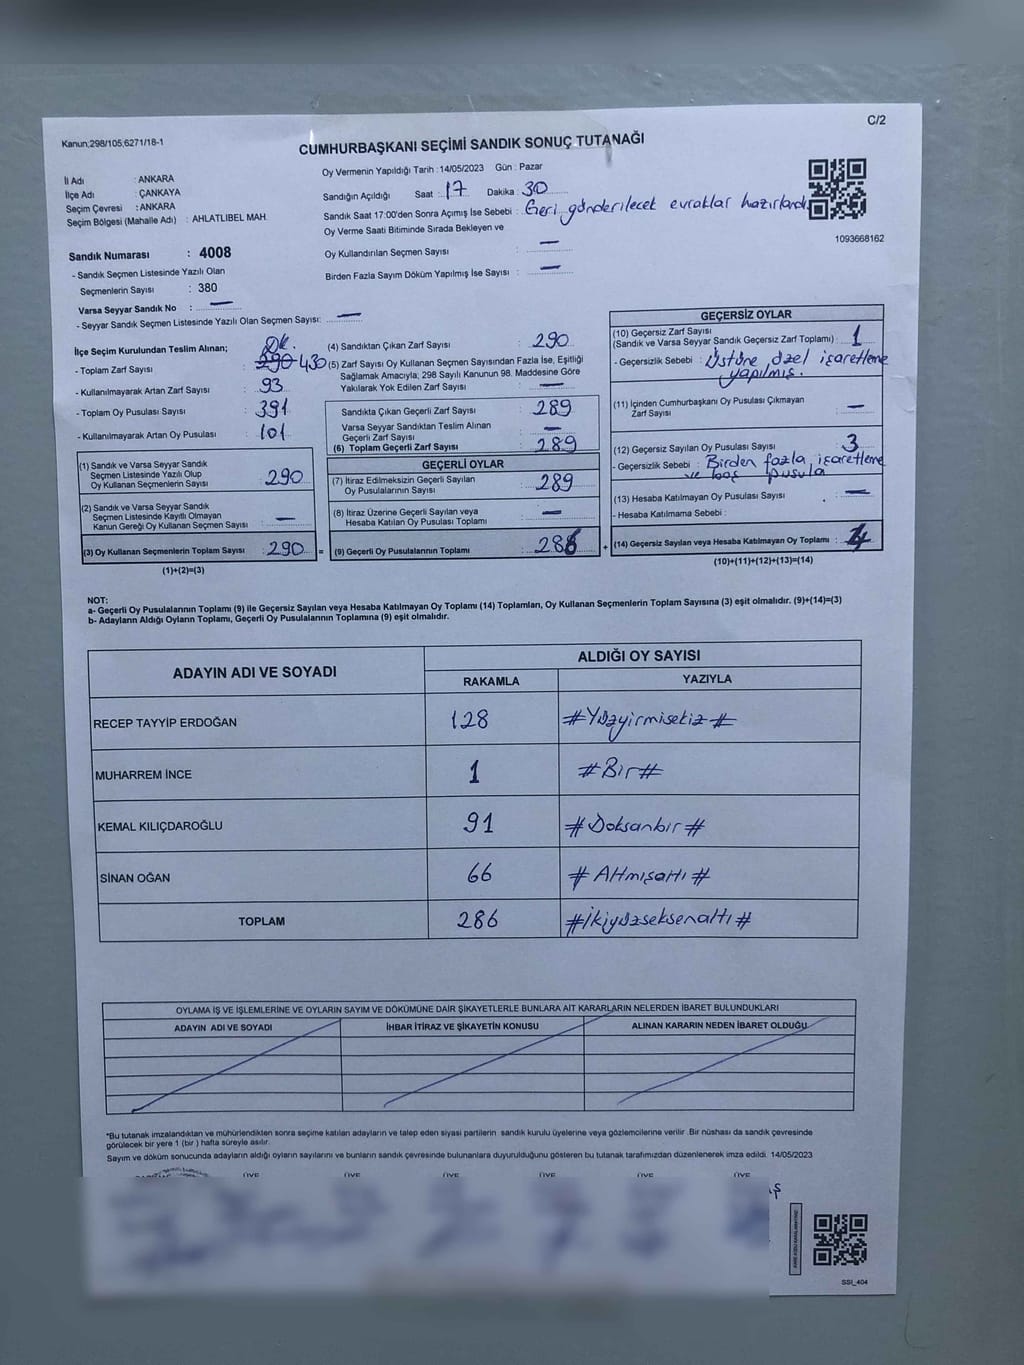 C/2
Kanun;298/105;6271/18-1
CUMHURBAŞKANI SEÇİMİ SANDIK SONUÇ TUTANAĞI
Oy Vermenin Yapıldığı Tarih : 14/05/2023 Gün : Pazar
İl Adı : ANKARA
İlçe Adı : ÇANKAYA
Seçim Çevresi : ANKARA
Seçim Bölgesi (Mahalle Adı) : AHLATLIBEL MAH.
Sandığın Açıldığı Saat : 17 Dakika : 30
Sandık Saat 17:00'den Sonra Açımış İse Sebebi : Geri gönderilecek evraklar hazırlandı
Oy Verme Saati Bitiminde Sırada Bekleyen ve
Oy Kullandırılan Seçmen Sayısı : —
Birden Fazla Sayım Döküm Yapılmış İse Sayısı : —
1093668162
Sandık Numarası : 4008
- Sandık Seçmen Listesinde Yazılı Olan
Seçmenlerin Sayısı : 380
Varsa Seyyar Sandık No : —
- Seyyar Sandık Seçmen Listesinde Yazılı Olan Seçmen Sayısı: —
İlçe Seçim Kurulundan Teslim Alınan;
- Toplam Zarf Sayısı : 290 430
- Kullanılmayarak Artan Zarf Sayısı : 93
- Toplam Oy Pusulası Sayısı : 391
- Kullanılmayarak Artan Oy Pusulası : 101
(1) Sandık ve Varsa Seyyar Sandık
Seçmen Listesinde Yazılı Olup
Oy Kullanan Seçmenlerin Sayısı : 290
(2) Sandık ve Varsa Seyyar Sandık
Seçmen Listesinde Kayıtlı Olmayan
Kanun Gereği Oy Kullanan Seçmen Sayısı : —
(3) Oy Kullanan Seçmenlerin Toplam Sayısı : 290 =
(1)+(2)=(3)
(4) Sandıktan Çıkan Zarf Sayısı : 290
(5) Zarf Sayısı Oy Kullanan Seçmen Sayısından Fazla İse, Eşitliği
Sağlamak Amacıyla; 298 Sayılı Kanunun 98. Maddesine Göre
Yakılarak Yok Edilen Zarf Sayısı : —
Sandıkta Çıkan Geçerli Zarf Sayısı : 289
Varsa Seyyar Sandıktan Teslim Alınan
Geçerli Zarf Sayısı : —
(6) Toplam Geçerli Zarf Sayısı : 289
GEÇERLİ OYLAR
(7) İtiraz Edilmeksizin Geçerli Sayılan
Oy Pusulalarının Sayısı : 289
(8) İtiraz Üzerine Geçerli Sayılan veya
Hesaba Katılan Oy Pusulası Toplamı : —
(9) Geçerli Oy Pusulalarının Toplamı : 286 +
GEÇERSİZ OYLAR
(10) Geçersiz Zarf Sayısı
(Sandık ve Varsa Seyyar Sandık Geçersiz Zarf Toplamı) : 1
- Geçersizlik Sebebi : Üstüne özel işaretleme
yapılmış.
(11) İçinden Cumhurbaşkanı Oy Pusulası Çıkmayan
Zarf Sayısı : —
(12) Geçersiz Sayılan Oy Pusulası Sayısı : 3
- Geçersizlik Sebebi : Birden fazla işaretleme
ve boş pusula
(13) Hesaba Katılmayan Oy Pusulası Sayısı : —
- Hesaba Katılmama Sebebi :
(14) Geçersiz Sayılan veya Hesaba Katılmayan Oy Toplamı : 4
(10)+(11)+(12)+(13)=(14)
NOT:
a- Geçerli Oy Pusulalarının Toplamı (9) ile Geçersiz Sayılan veya Hesaba Katılmayan Oy Toplamı (14) Toplamları, Oy Kullanan Seçmenlerin Toplam Sayısına (3) eşit olmalıdır. (9)+(14)=(3)
b- Adayların Aldığı Oyların Toplamı, Geçerli Oy Pusulalarının Toplamına (9) eşit olmalıdır.
ADAYIN ADI VE SOYADI ALDIĞI OY SAYISI
RAKAMLA YAZIYLA
RECEP TAYYİP ERDOĞAN 128 #Yüzyirmisekiz#
MUHARREM İNCE 1 #Bir#
KEMAL KILIÇDAROĞLU 91 #Doksanbir#
SİNAN OĞAN 66 #Altmışaltı#
TOPLAM 286 #İkiyüzseksenaltı#
OYLAMA İŞ VE İŞLEMLERİNE VE OYLARIN SAYIM VE DÖKÜMÜNE DAİR ŞİKAYETLERLE BUNLARA AİT KARARLARIN NELERDEN İBARET BULUNDUKLARI
ADAYIN ADI VE SOYADI İHBAR İTİRAZ VE ŞİKAYETİN KONUSU ALINAN KARARIN NEDEN İBARET OLDUĞU
*Bu tutanak imzalandıktan ve mühürlendikten sonra seçime katılan adayların ve talep eden siyasi partilerin sandık kurulu üyelerine veya gözlemcilerine verilir .Bir nüshası da sandık çevresinde
görülecek bir yere 1 (bir ) hafta süreyle asılır.
Sayım ve döküm sonucunda adayların aldığı oyların sayılarını ve bunların sandık çevresinde bulunanlara duyurulduğunu gösteren bu tutanak tarafımızdan düzenlenerek imza edildi. 14/05/2023
ÜYE ÜYE ÜYE ÜYE ÜYE ÜYE
SSI_404